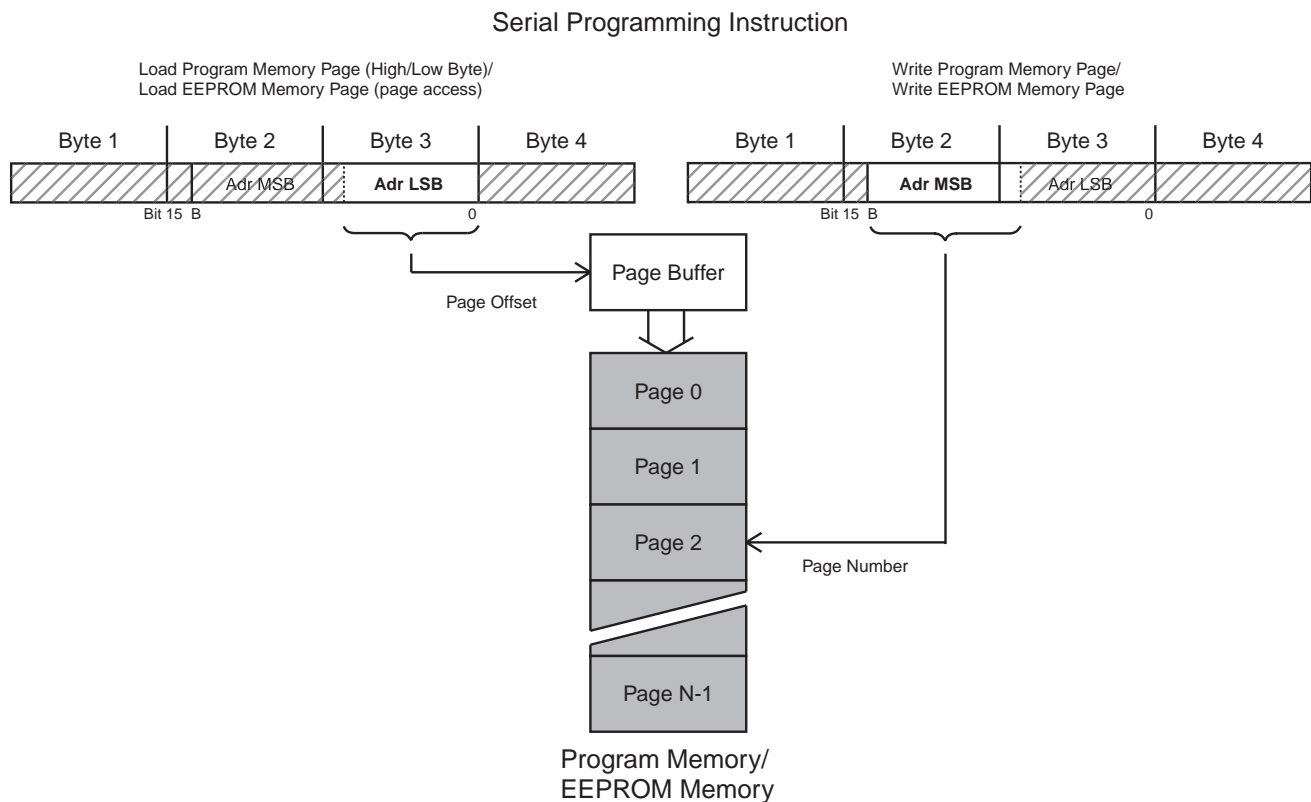 Serial Programming Instruction
Load Program Memory Page (High/Low Byte)/
Load EEPROM Memory Page (page access)
Write Program Memory Page/
Write EEPROM Memory Page
Byte 1 Byte 2 Byte 3 Byte 4
Byte 1 Byte 2 Byte 3 Byte 4
Adr MSB Adr LSB
Adr MSB Adr LSB
Bit 15 B 0
Bit 15 B 0
Page Buffer
Page Offset
Page 0
Page 1
Page 2
Page Number
Page N-1
Program Memory/
EEPROM Memory